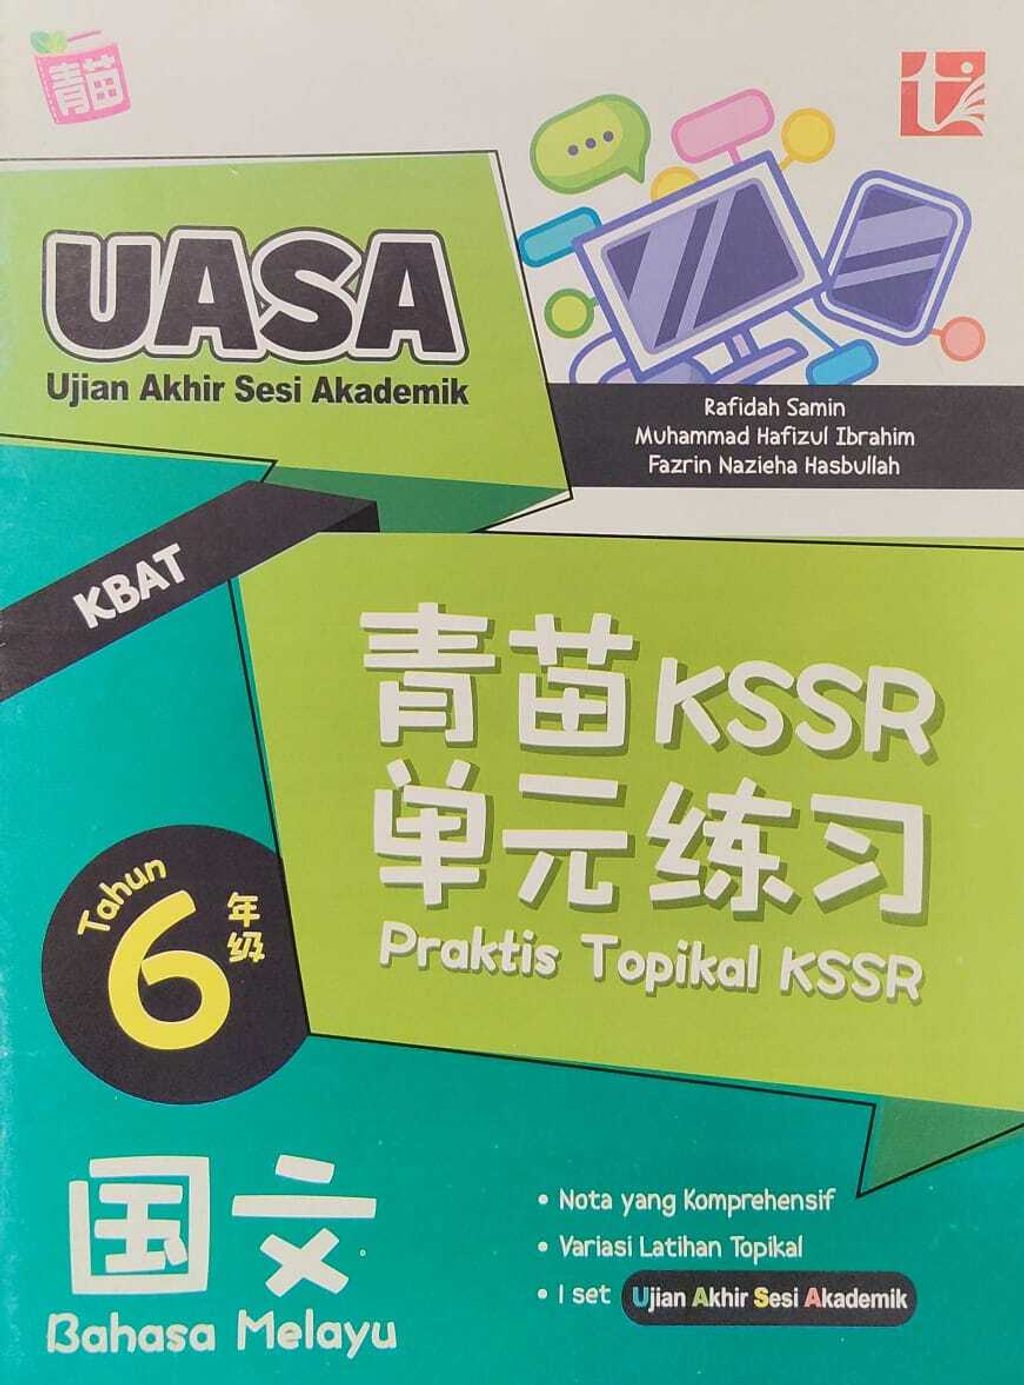 青苗
t
UASA
Ujian Akhir Sesi Akademik
Rafidah Samin
Muhammad Hafizul Ibrahim
Fazrin Nazieha Hasbullah
KBAT
青苗KSSR
单元练习
Praktis Topikal KSSR
Tahun
6
年级
国文
Bahasa Melayu
• Nota yang Komprehensif
• Variasi Latihan Topikal
• 1 set Ujian Akhir Sesi Akademik